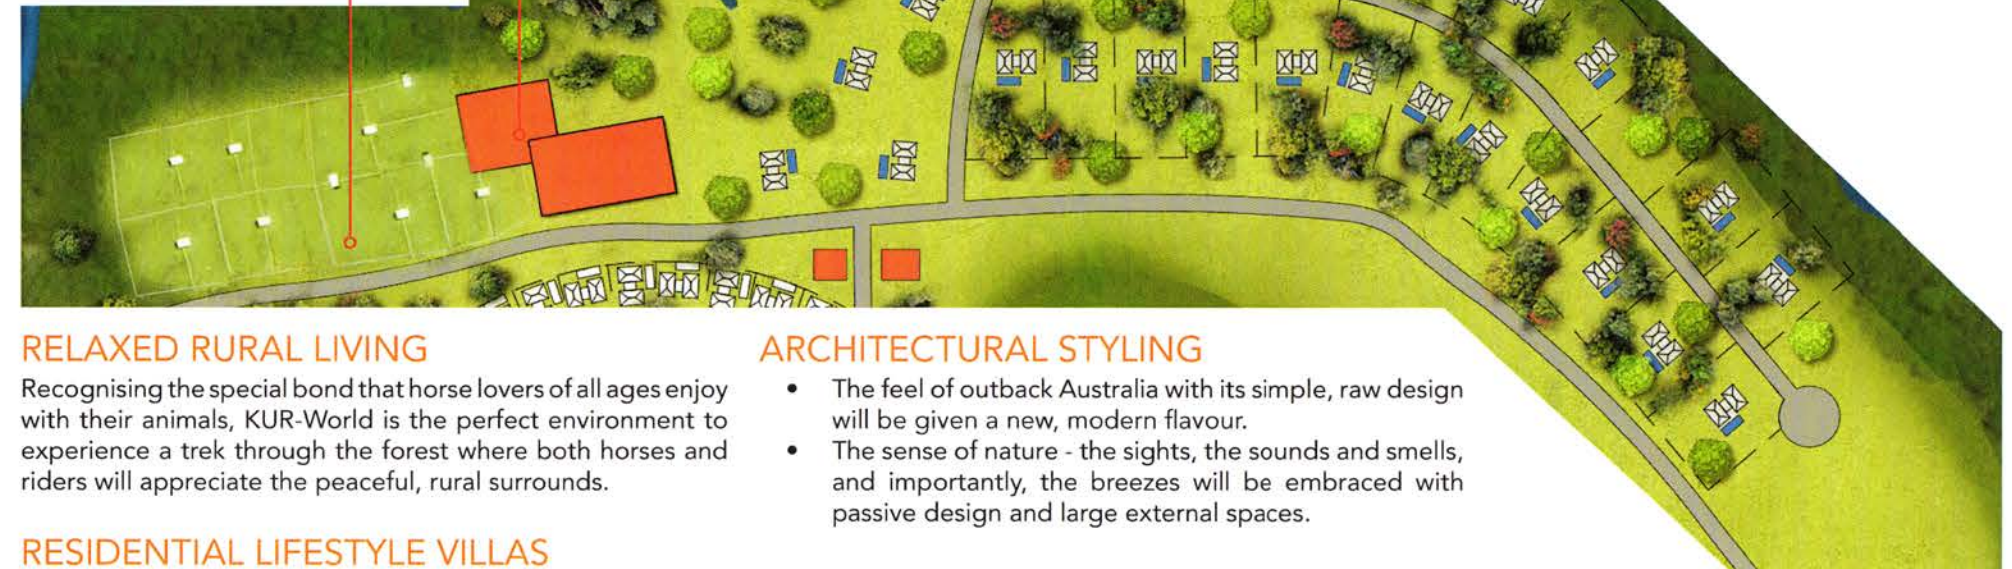 RELAXED RURAL LIVING
Recognising the special bond that horse lovers of all ages enjoy
with their animals, KUR-World is the perfect environment to
experience a trek through the forest where both horses and
riders will appreciate the peaceful, rural surrounds.
RESIDENTIAL LIFESTYLE VILLAS
ARCHITECTURAL STYLING
• The feel of outback Australia with its simple, raw design
will be given a new, modern flavour.
• The sense of nature - the sights, the sounds and smells,
and importantly, the breezes will be embraced with
passive design and large external spaces.